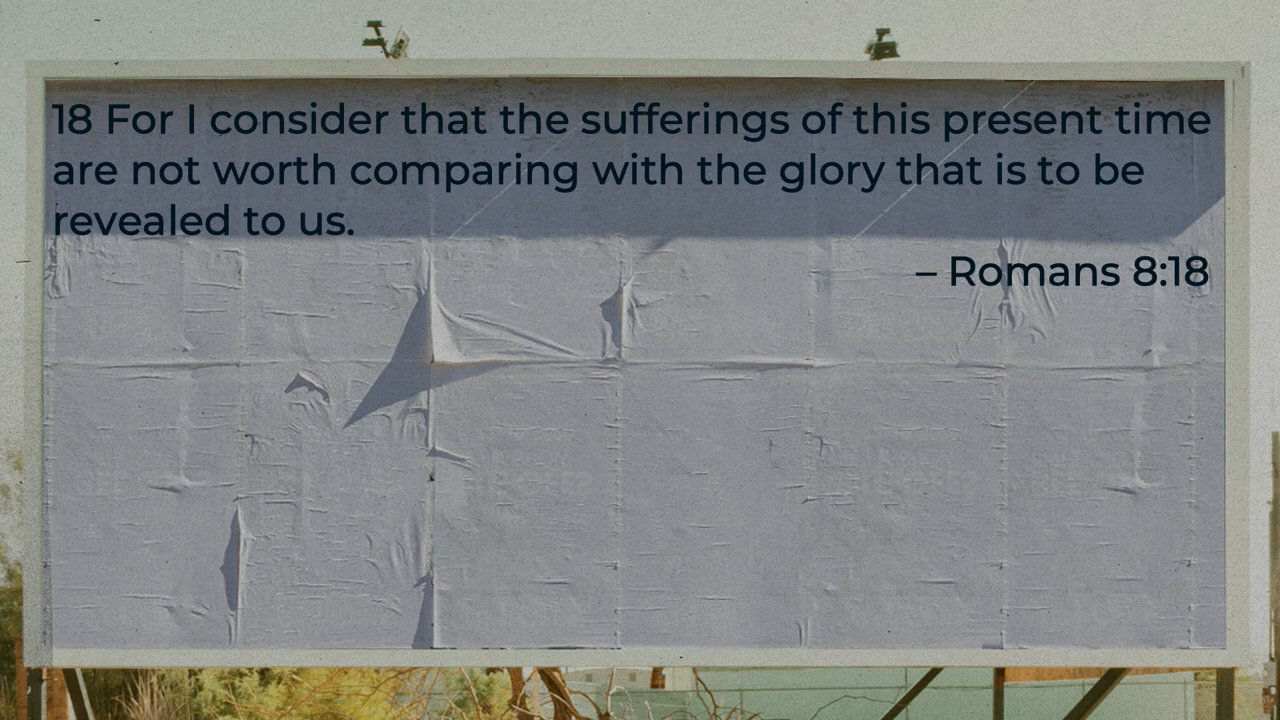 18 For I consider that the sufferings of this present time
are not worth comparing with the glory that is to be
revealed to us.
– Romans 8:18